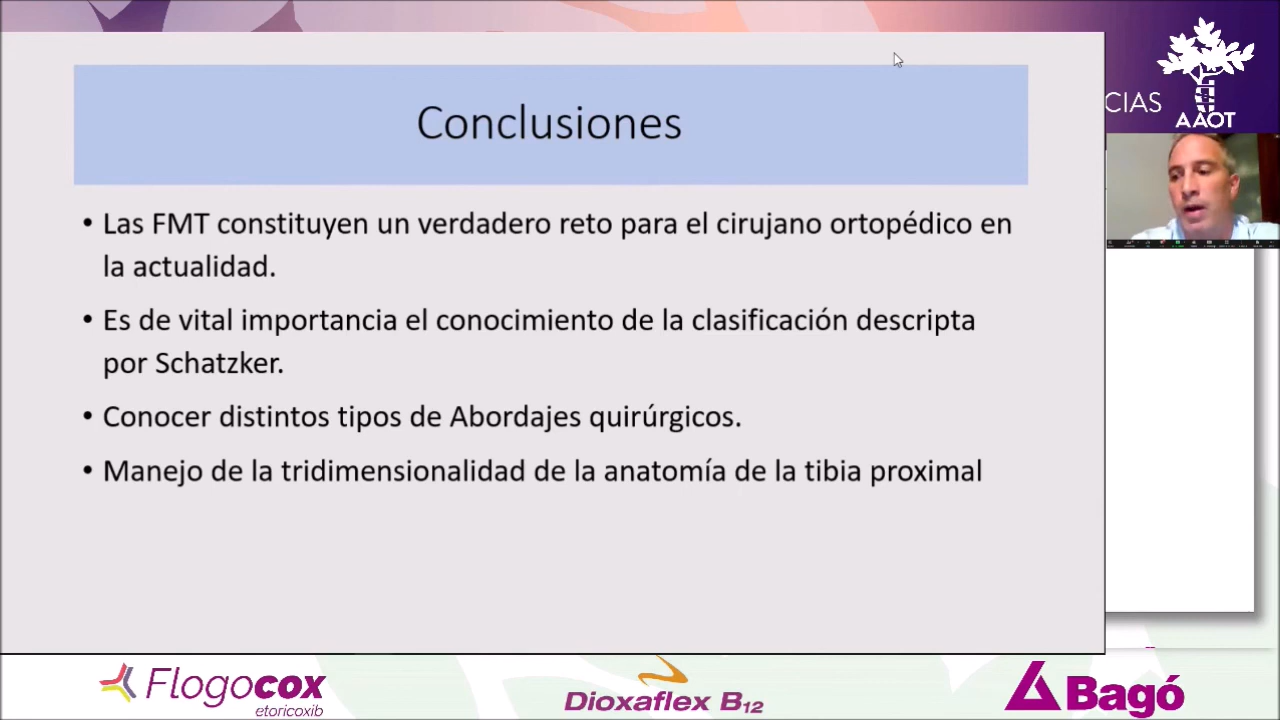 Conclusiones
• Las FMT constituyen un verdadero reto para el cirujano ortopédico en
la actualidad.
• Es de vital importancia el conocimiento de la clasificación descripta
por Schatzker.
• Conocer distintos tipos de Abordajes quirúrgicos.
• Manejo de la tridimensionalidad de la anatomía de la tibia proximal
CIAS
AAOT
Flogocox
etoricoxib
Dioxaflex B12
Bagó